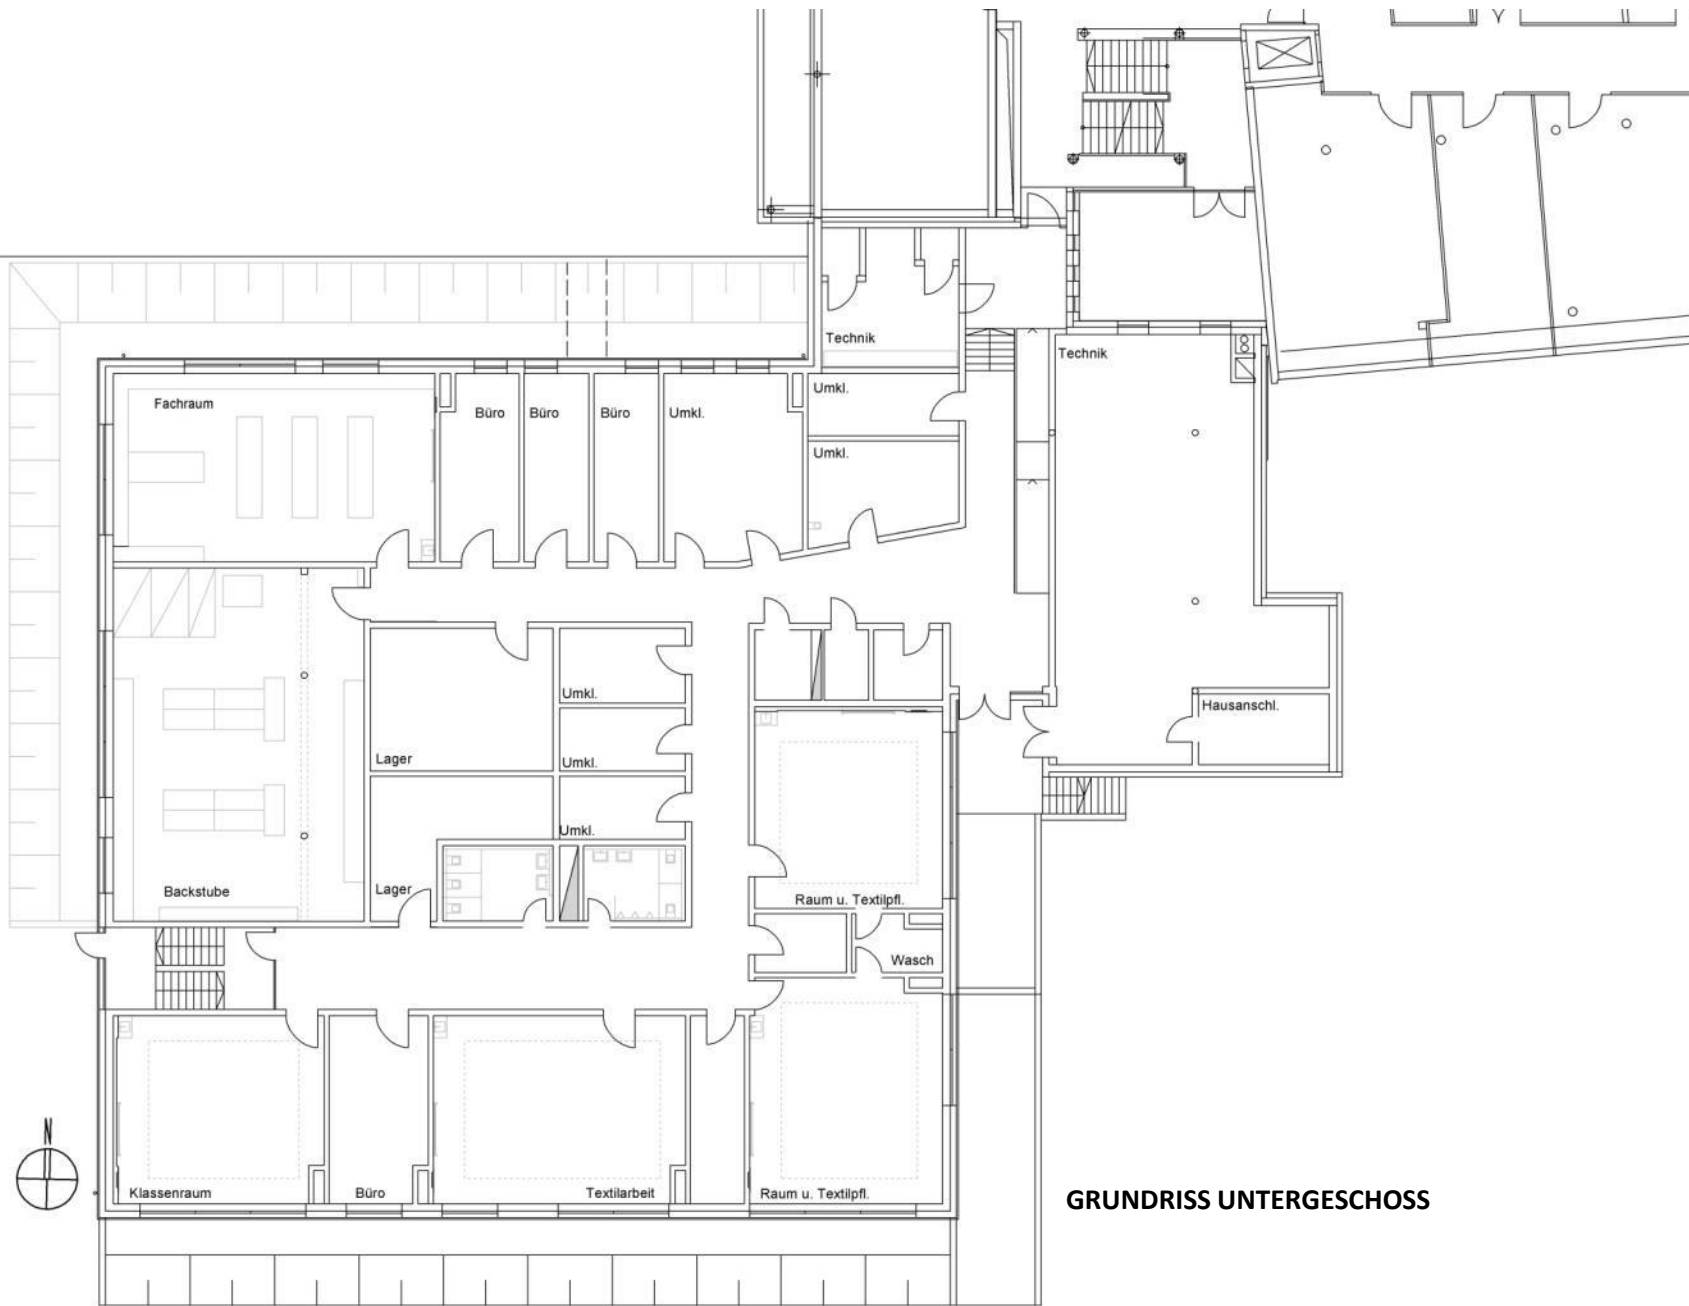 Technik
Technik
Umkl.
Fachraum
Büro
Büro
Büro
Umkl.
Umkl.
Umkl.
Hausanschl.
Lager
Umkl.
Umkl.
Lager
Backstube
Raum u. Textilpfl.
Wasch
N
Klassenraum
Büro
Textilarbeit
Raum u. Textilpfl.
GRUNDRISS UNTERGESCHOSS